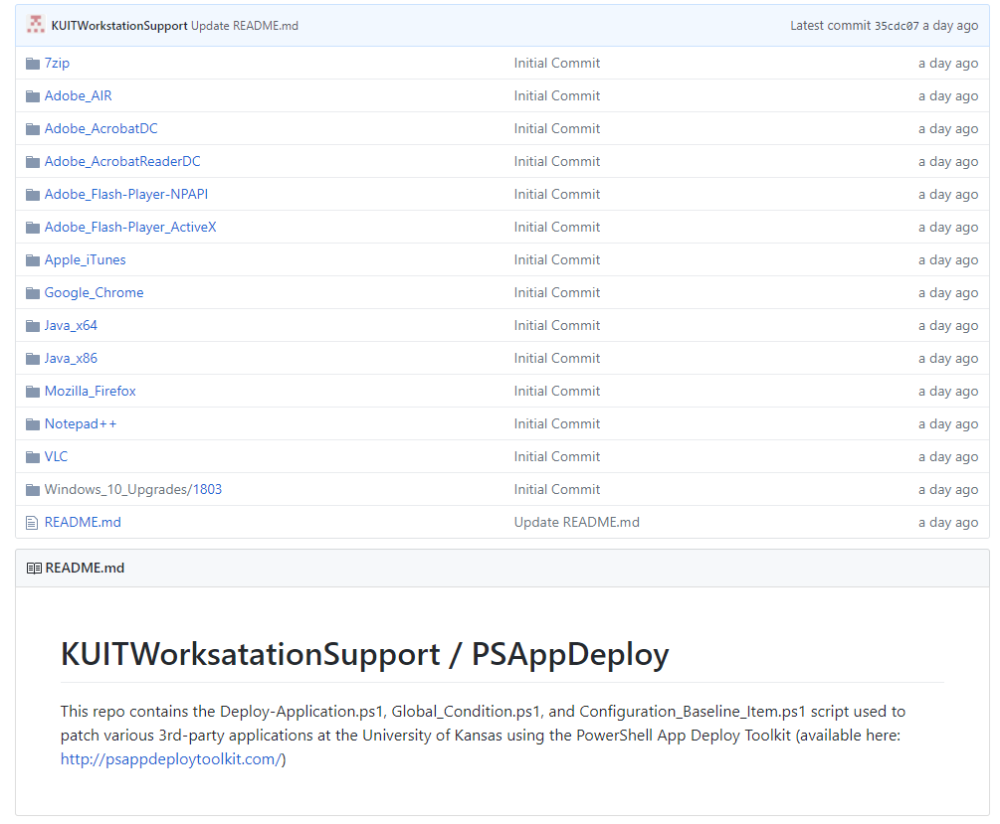 KUITWorkstationSupport Update README.md Latest commit 35cdc07 a day ago
7zip Initial Commit a day ago
Adobe_AIR Initial Commit a day ago
Adobe_AcrobatDC Initial Commit a day ago
Adobe_AcrobatReaderDC Initial Commit a day ago
Adobe_Flash-Player-NPAPI Initial Commit a day ago
Adobe_Flash-Player_ActiveX Initial Commit a day ago
Apple_iTunes Initial Commit a day ago
Google_Chrome Initial Commit a day ago
Java_x64 Initial Commit a day ago
Java_x86 Initial Commit a day ago
Mozilla_Firefox Initial Commit a day ago
Notepad++ Initial Commit a day ago
VLC Initial Commit a day ago
Windows_10_Upgrades/1803 Initial Commit a day ago
README.md Update README.md a day ago
README.md
KUITWorksatationSupport / PSAppDeploy
This repo contains the Deploy-Application.ps1, Global_Condition.ps1, and Configuration_Baseline_Item.ps1 script used to
patch various 3rd-party applications at the University of Kansas using the PowerShell App Deploy Toolkit (available here:
http://psappdeploytoolkit.com/)